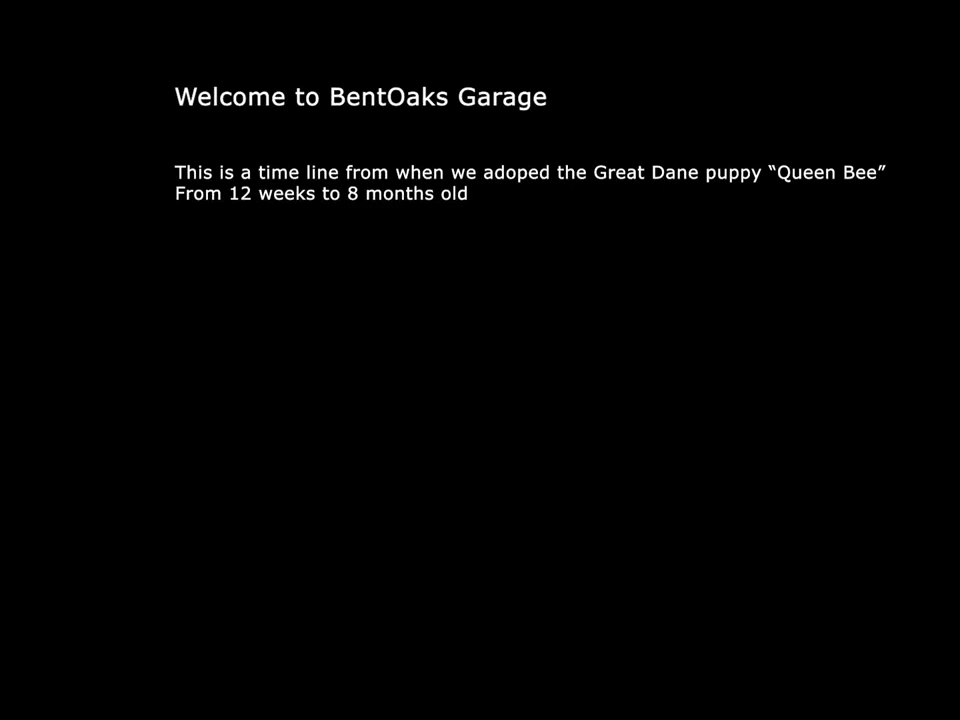 Welcome to BentOaks Garage
This is a time line from when we adoped the Great Dane puppy “Queen Bee”
From 12 weeks to 8 months old